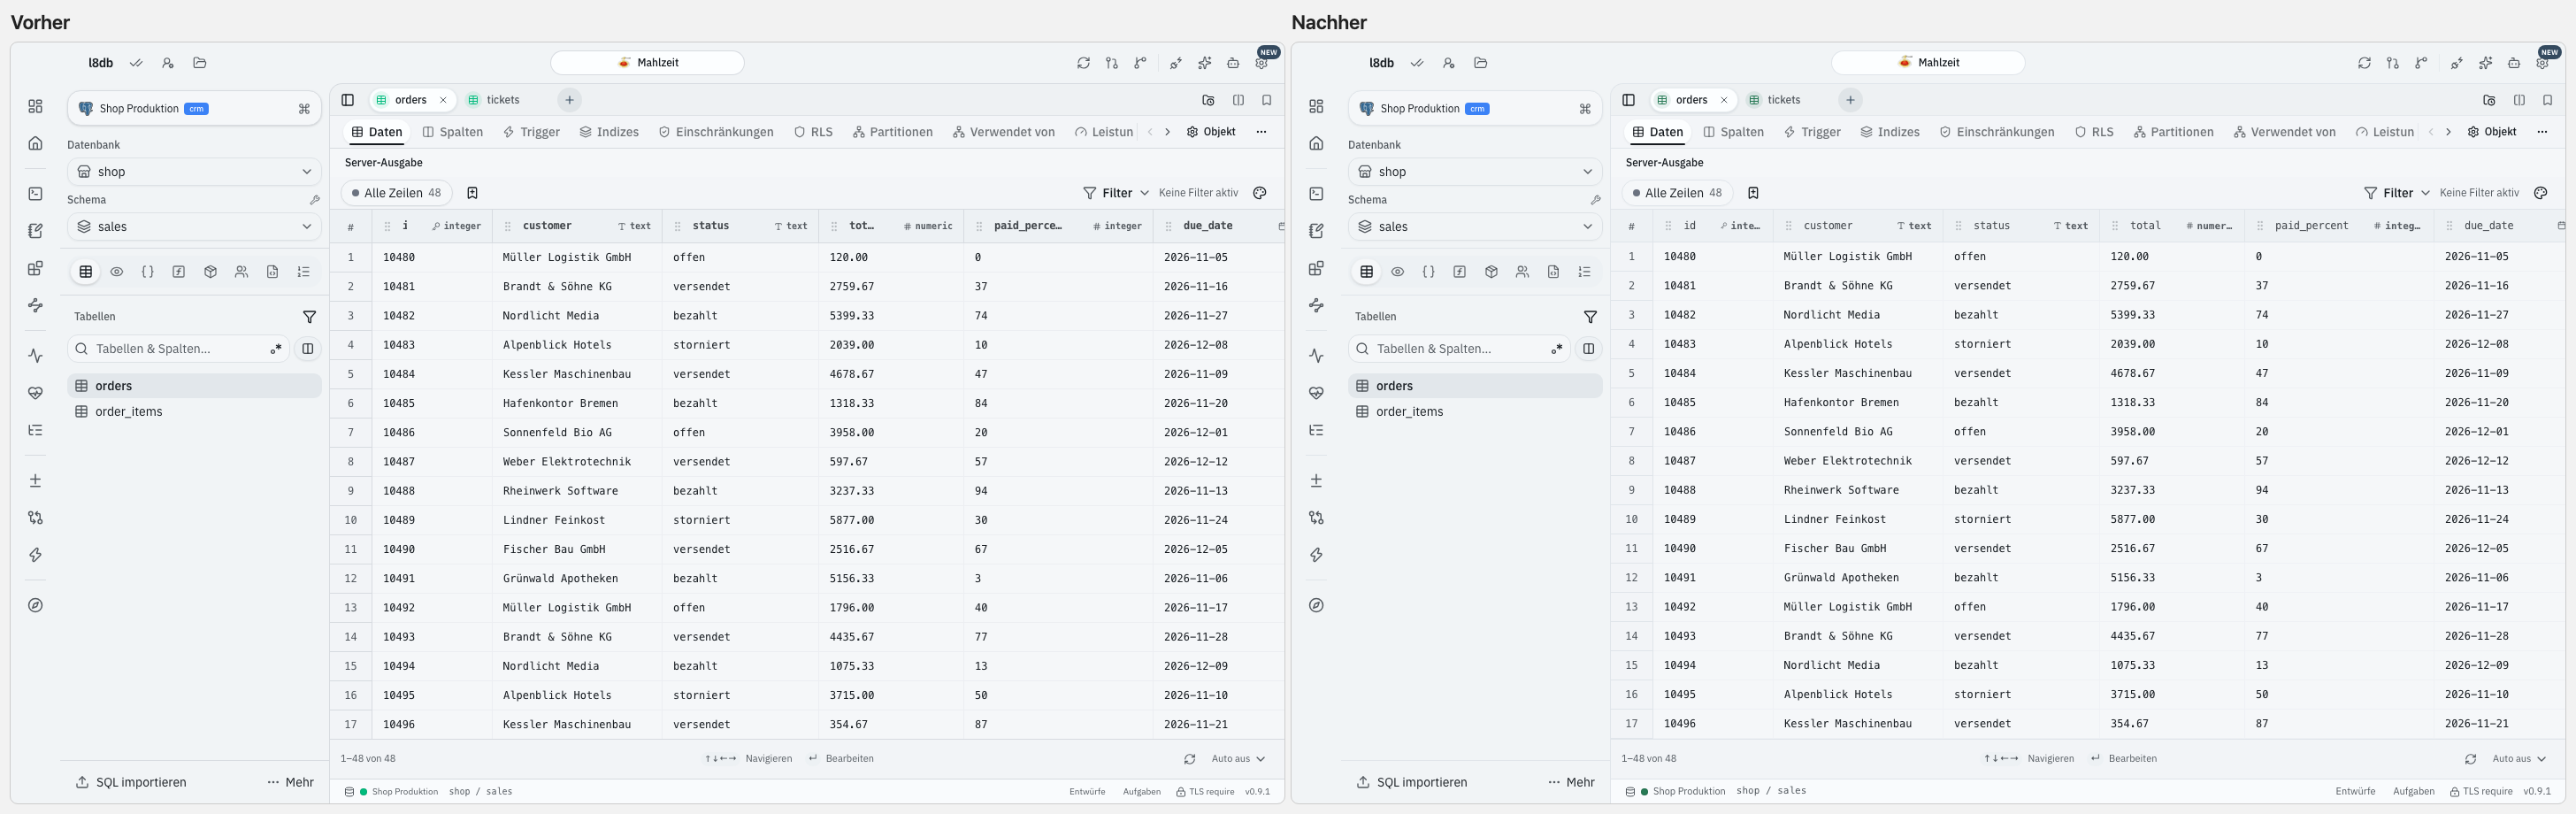 Vorher
l8db
Mahlzeit
NEW
Shop Produktion crm
Datenbank
shop
Schema
sales
Tabellen
Tabellen & Spalten...
orders
order_items
SQL importieren
Mehr
orders tickets
Daten Spalten Trigger Indizes Einschränkungen RLS Partitionen Verwendet von Leistun Objekt
Server-Ausgabe
Alle Zeilen 48 Filter Keine Filter aktiv
# i integer customer text status text tot… # numeric paid_perce… # integer due_date
1 10480 Müller Logistik GmbH offen 120.00 0 2026-11-05
2 10481 Brandt & Söhne KG versendet 2759.67 37 2026-11-16
3 10482 Nordlicht Media bezahlt 5399.33 74 2026-11-27
4 10483 Alpenblick Hotels storniert 2039.00 10 2026-12-08
5 10484 Kessler Maschinenbau versendet 4678.67 47 2026-11-09
6 10485 Hafenkontor Bremen bezahlt 1318.33 84 2026-11-20
7 10486 Sonnenfeld Bio AG offen 3958.00 20 2026-12-01
8 10487 Weber Elektrotechnik versendet 597.67 57 2026-12-12
9 10488 Rheinwerk Software bezahlt 3237.33 94 2026-11-13
10 10489 Lindner Feinkost storniert 5877.00 30 2026-11-24
11 10490 Fischer Bau GmbH versendet 2516.67 67 2026-12-05
12 10491 Grünwald Apotheken bezahlt 5156.33 3 2026-11-06
13 10492 Müller Logistik GmbH offen 1796.00 40 2026-11-17
14 10493 Brandt & Söhne KG versendet 4435.67 77 2026-11-28
15 10494 Nordlicht Media bezahlt 1075.33 13 2026-12-09
16 10495 Alpenblick Hotels storniert 3715.00 50 2026-11-10
17 10496 Kessler Maschinenbau versendet 354.67 87 2026-11-21
1–48 von 48 ↑↓←→ Navigieren ↵ Bearbeiten Auto aus
Shop Produktion shop / sales Entwürfe Aufgaben TLS require v0.9.1
Nachher
l8db
Mahlzeit
NEW
Shop Produktion crm
Datenbank
shop
Schema
sales
Tabellen
Tabellen & Spalten...
orders
order_items
SQL importieren
Mehr
orders tickets
Daten Spalten Trigger Indizes Einschränkungen RLS Partitionen Verwendet von Leistun Objekt
Server-Ausgabe
Alle Zeilen 48 Filter Keine Filter aktiv
# id inte… customer text status text total # numer… paid_percent # integ… due_date
1 10480 Müller Logistik GmbH offen 120.00 0 2026-11-05
2 10481 Brandt & Söhne KG versendet 2759.67 37 2026-11-16
3 10482 Nordlicht Media bezahlt 5399.33 74 2026-11-27
4 10483 Alpenblick Hotels storniert 2039.00 10 2026-12-08
5 10484 Kessler Maschinenbau versendet 4678.67 47 2026-11-09
6 10485 Hafenkontor Bremen bezahlt 1318.33 84 2026-11-20
7 10486 Sonnenfeld Bio AG offen 3958.00 20 2026-12-01
8 10487 Weber Elektrotechnik versendet 597.67 57 2026-12-12
9 10488 Rheinwerk Software bezahlt 3237.33 94 2026-11-13
10 10489 Lindner Feinkost storniert 5877.00 30 2026-11-24
11 10490 Fischer Bau GmbH versendet 2516.67 67 2026-12-05
12 10491 Grünwald Apotheken bezahlt 5156.33 3 2026-11-06
13 10492 Müller Logistik GmbH offen 1796.00 40 2026-11-17
14 10493 Brandt & Söhne KG versendet 4435.67 77 2026-11-28
15 10494 Nordlicht Media bezahlt 1075.33 13 2026-12-09
16 10495 Alpenblick Hotels storniert 3715.00 50 2026-11-10
17 10496 Kessler Maschinenbau versendet 354.67 87 2026-11-21
1–48 von 48 ↑↓←→ Navigieren ↵ Bearbeiten Auto aus
Shop Produktion shop / sales Entwürfe Aufgaben TLS require v0.9.1